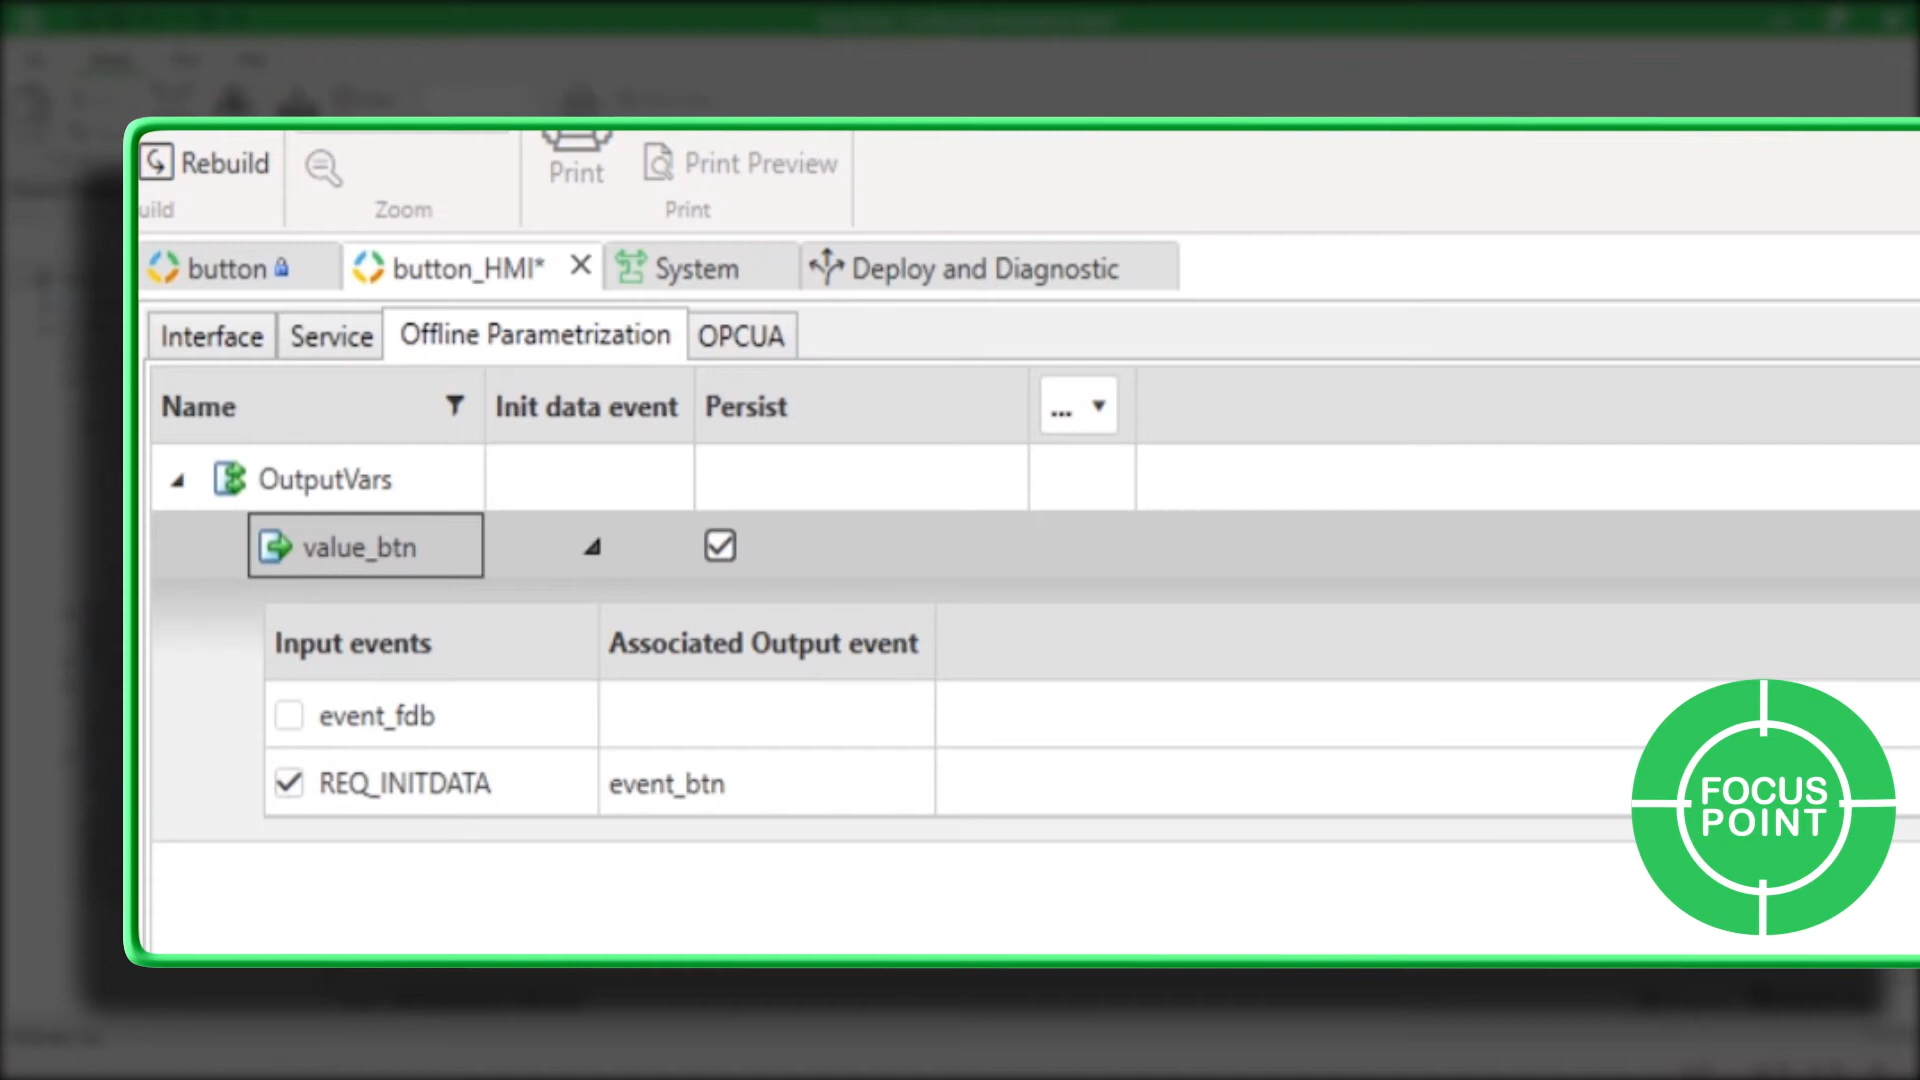 Rebuild
Print
Print Preview
uild
Zoom
Print
button
button_HMI*
System
Deploy and Diagnostic
Interface
Service
Offline Parametrization
OPCUA
Name
Init data event
Persist
...
OutputVars
value_btn
Input events
Associated Output event
event_fdb
REQ_INITDATA
event_btn
FOCUS
POINT